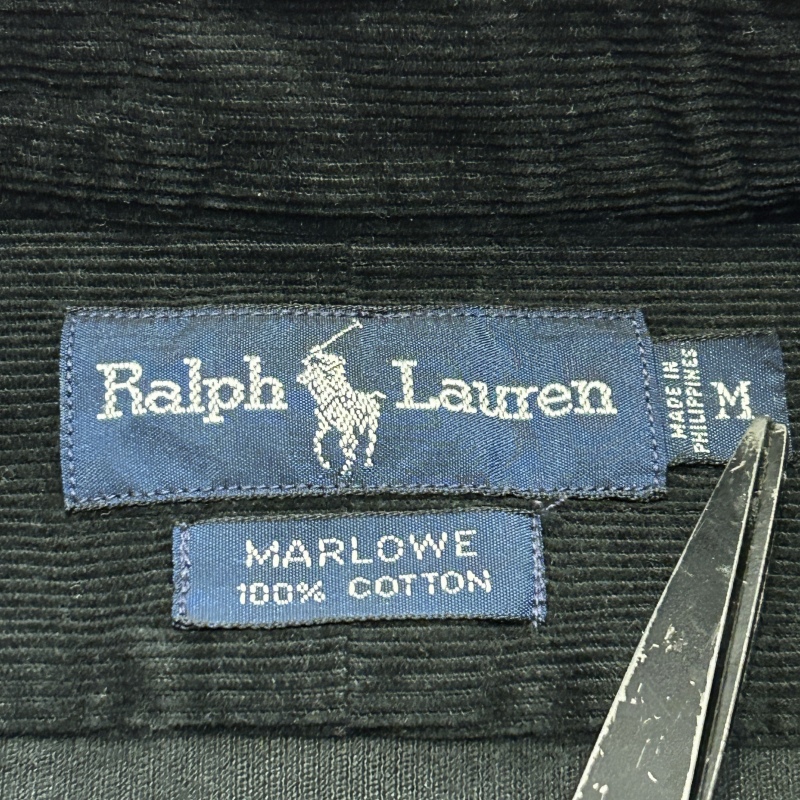 Ralph Lauren
MADE IN
PHILIPPINES
M
MARLOWE
100% COTTON